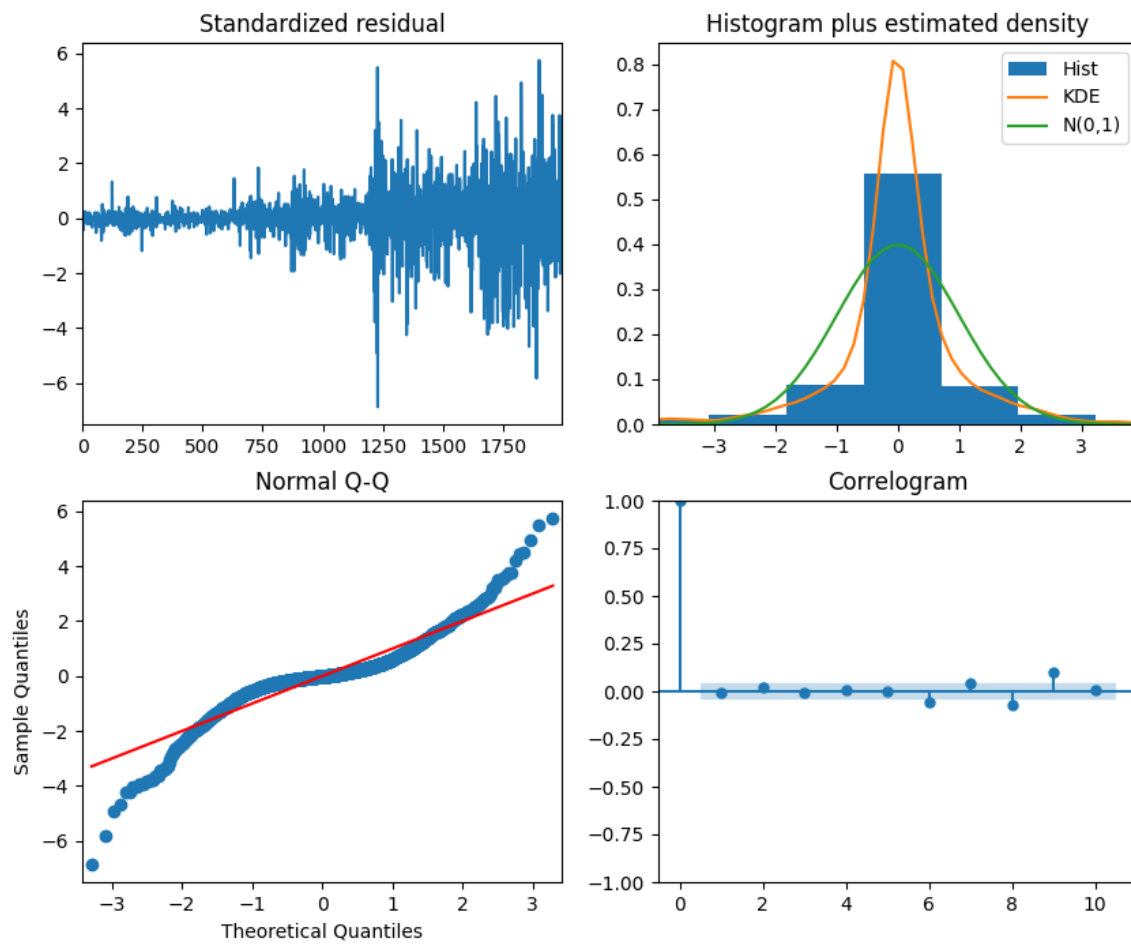 Standardized residual
6
4
2
0
−2
−4
−6
0 250 500 750 1000 1250 1500 1750
Histogram plus estimated density
0.8
0.7
0.6
0.5
0.4
0.3
0.2
0.1
0.0
−3 −2 −1 0 1 2 3
Hist
KDE
N(0,1)
Normal Q-Q
Sample Quantiles
6
4
2
0
−2
−4
−6
−3 −2 −1 0 1 2 3
Theoretical Quantiles
Correlogram
1.00
0.75
0.50
0.25
0.00
−0.25
−0.50
−0.75
−1.00
0 2 4 6 8 10